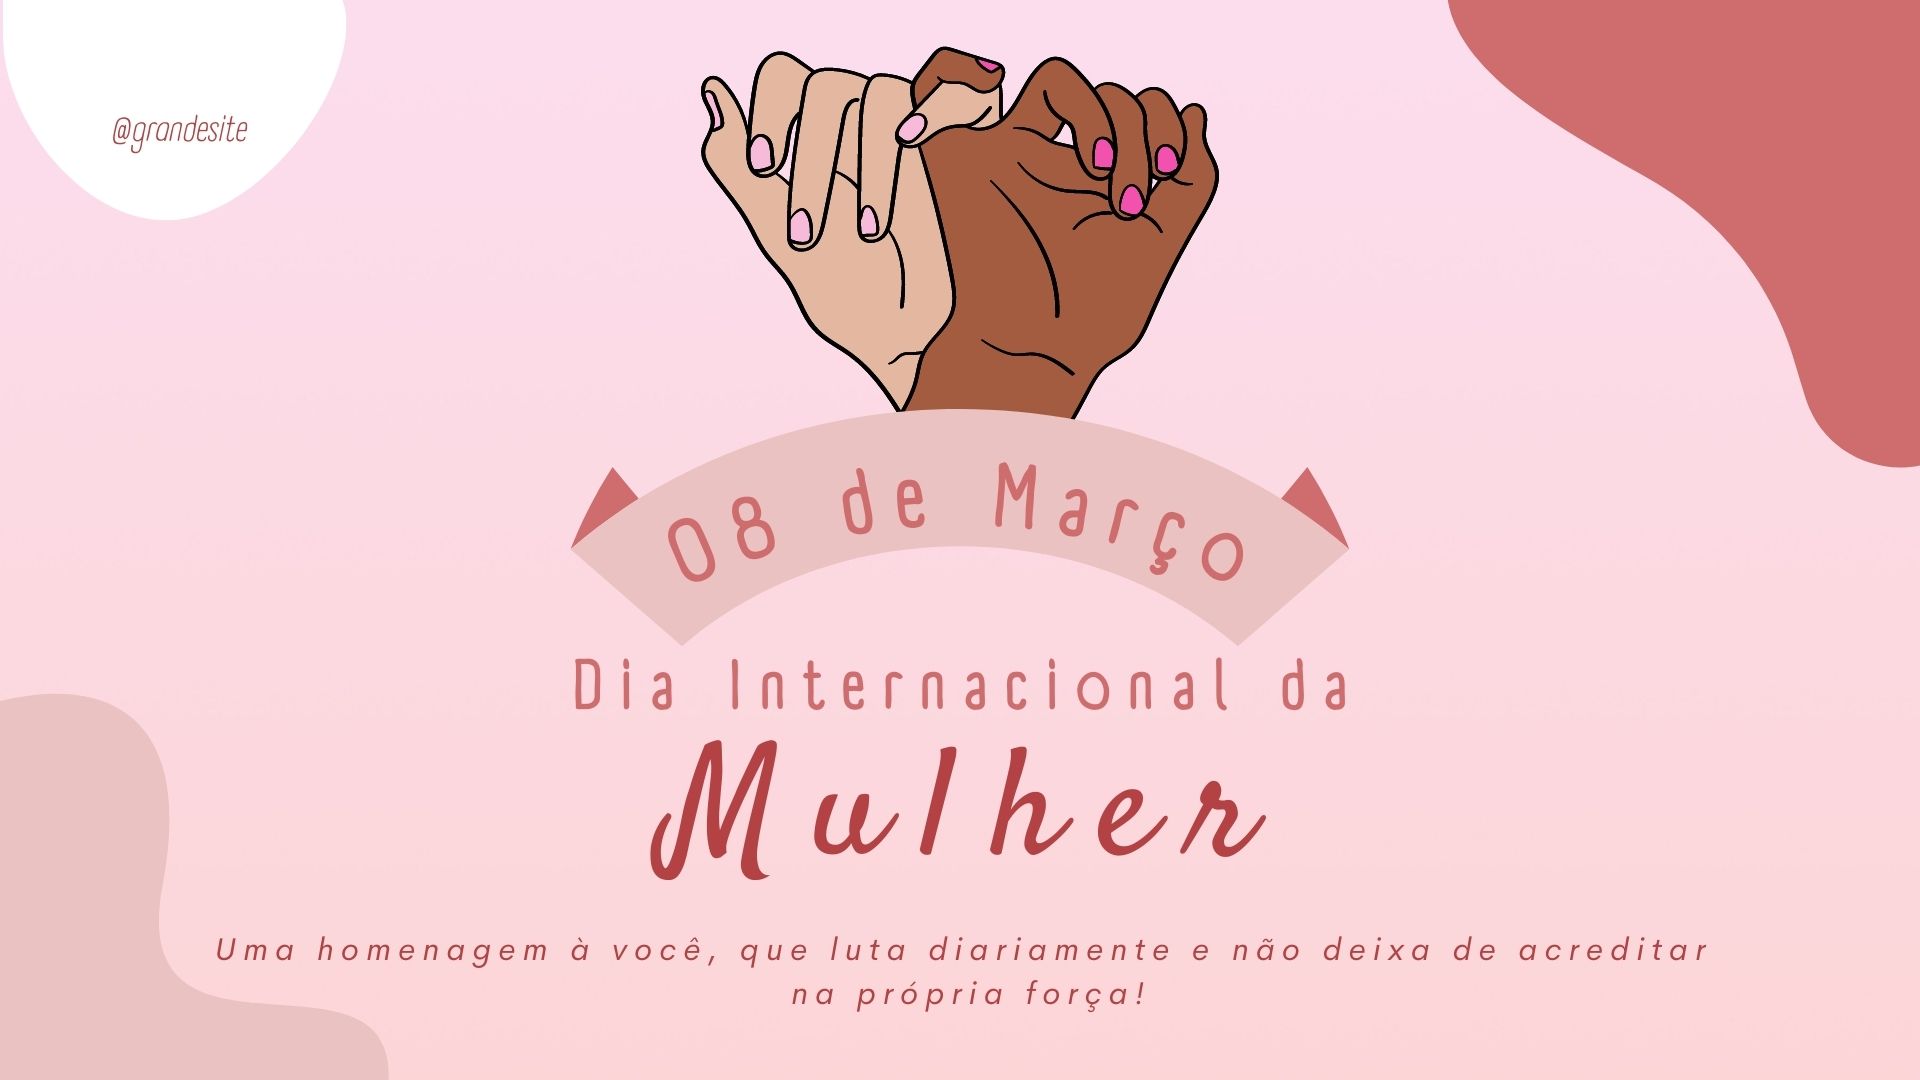 @grandesite
08 de Março
Dia Internacional da
Mulher
Uma homenagem à você, que luta diariamente e não deixa de acreditar
na própria força!